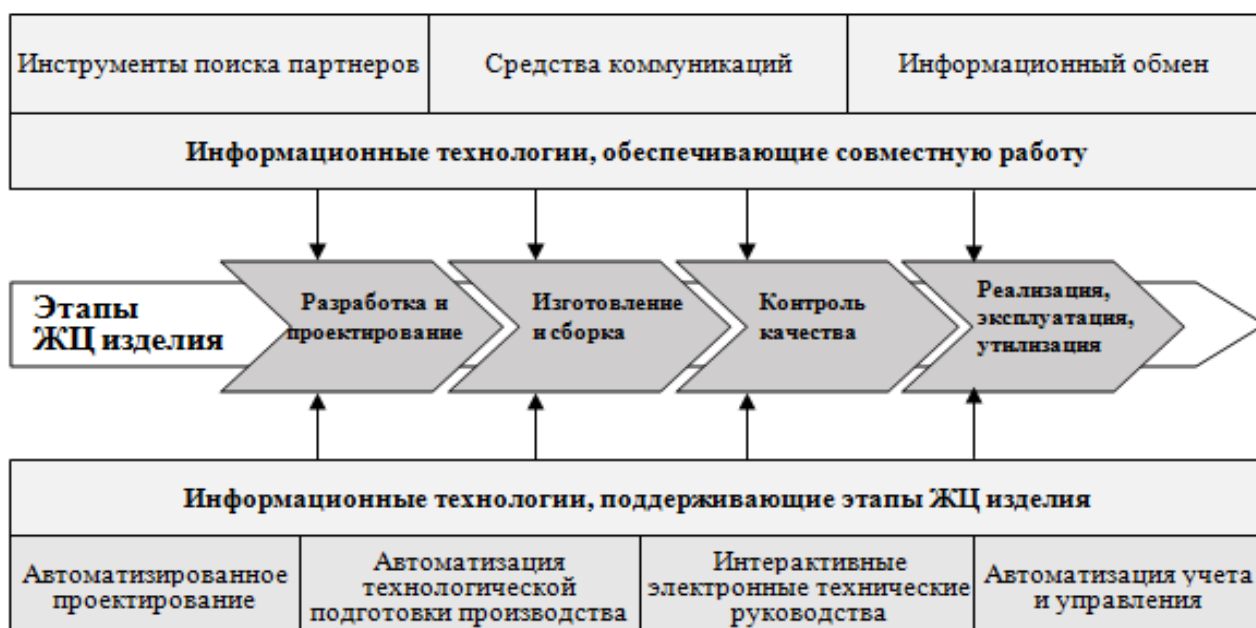 Инструменты поиска партнеров
Средства коммуникаций
Информационный обмен
Информационные технологии, обеспечивающие совместную работу
Этапы
ЖЦ изделия
Разработка и
проектирование
Изготовление
и сборка
Контроль
качества
Реализация,
эксплуатация,
утилизация
Информационные технологии, поддерживающие этапы ЖЦ изделия
Автоматизированное
проектирование
Автоматизация
технологической
подготовки производства
Интерактивные
электронные технические
руководства
Автоматизация учета
и управления